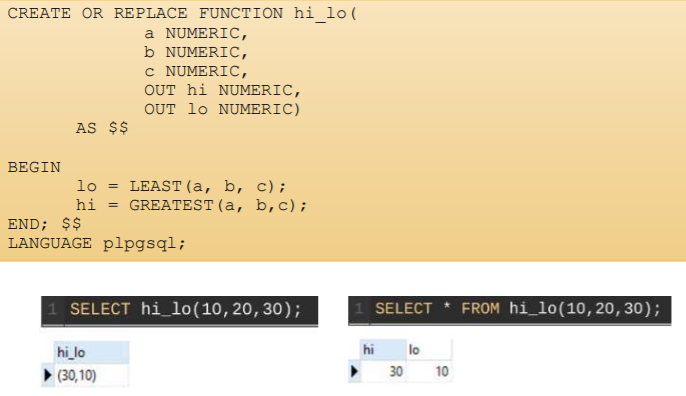 CREATE OR REPLACE FUNCTION hi_lo(
a NUMERIC,
b NUMERIC,
c NUMERIC,
OUT hi NUMERIC,
OUT lo NUMERIC)
AS $$
BEGIN
lo = LEAST(a, b, c);
hi = GREATEST(a, b,c);
END; $$
LANGUAGE plpgsql;
1 SELECT hi_lo(10,20,30);
hi_lo
(30,10)
1 SELECT * FROM hi_lo(10,20,30);
hi lo
30 10